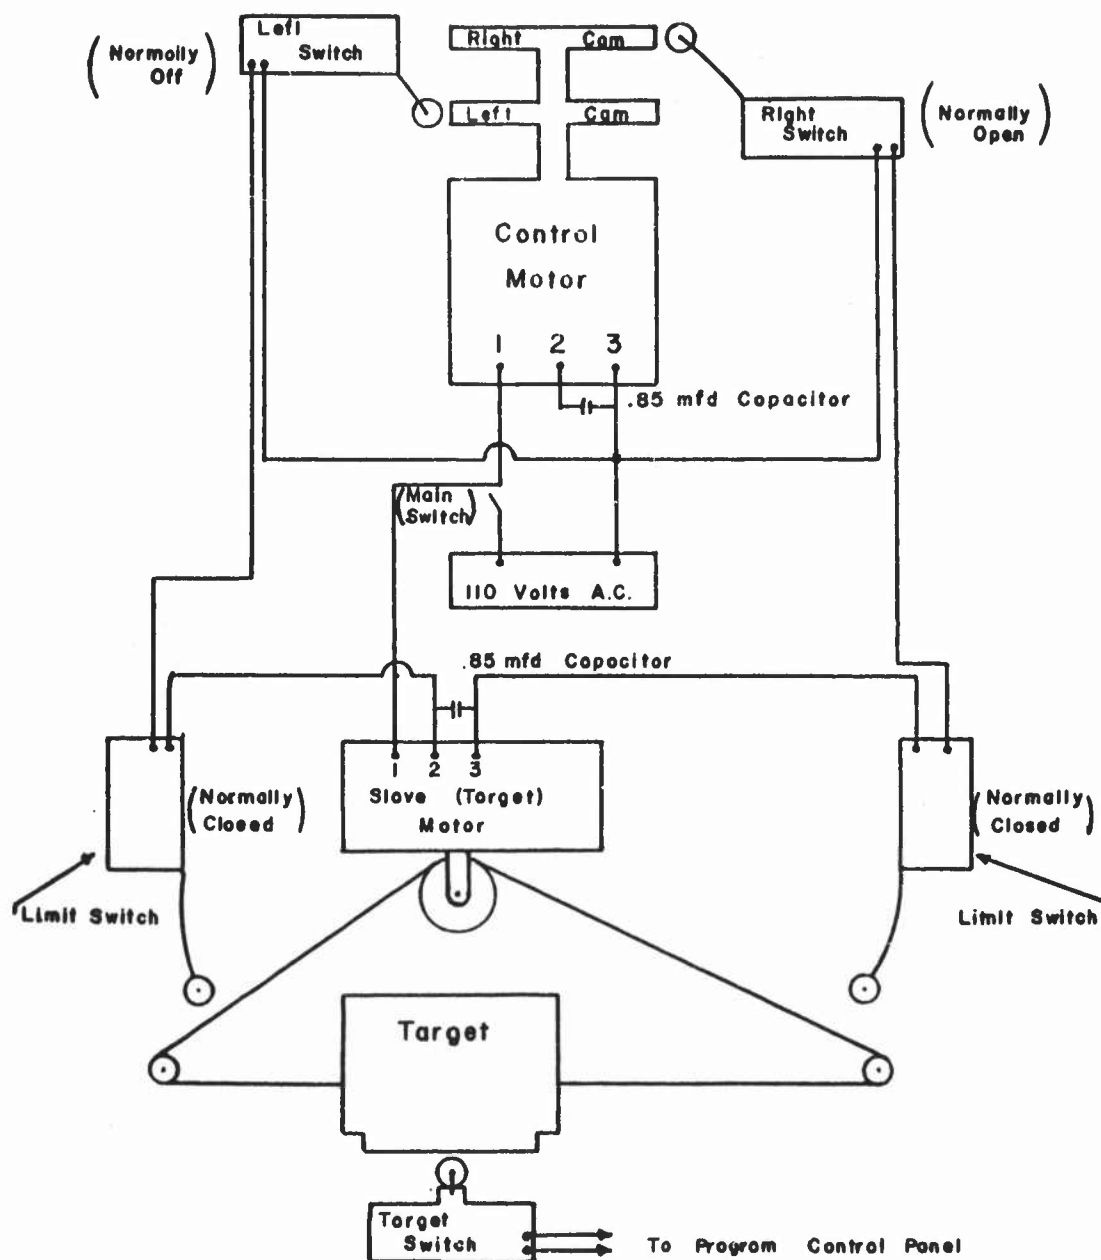 Left
Switch
(Normally
Off)
Right Cam
Left Cam
Right
Switch
(Normally
Open)
Control
Motor
1 2 3
.85 mfd Capacitor
(Main
Switch)
110 Volts A.C.
.85 mfd Capacitor
1 2 3
Slave (Target)
Motor
(Normally
Closed)
(Normally
Closed)
Limit Switch
Limit Switch
Target
Target
Switch
To Program Control Panel